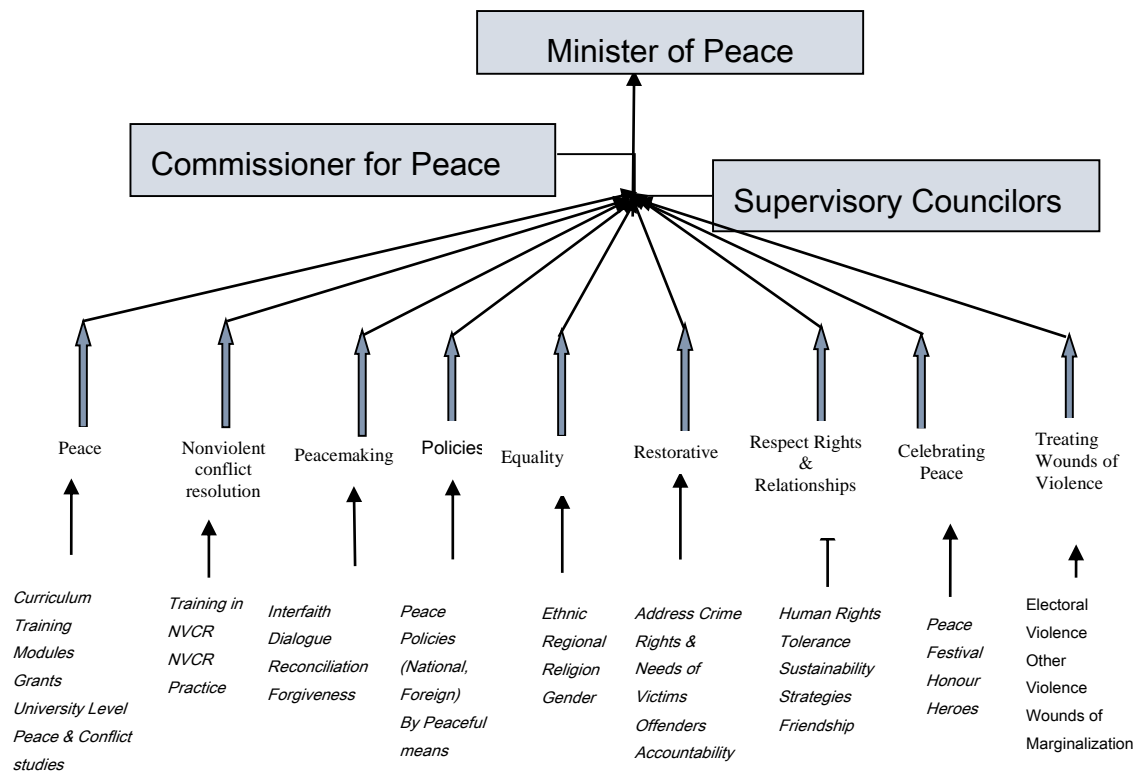 Minister of Peace
Commissioner for Peace
Supervisory Councilors
Peace
Nonviolent
conflict
resolution
Peacemaking
Policies
Equality
Restorative
Respect Rights
&
Relationships
Celebrating
Peace
Treating
Wounds of
Violence
Curriculum
Training
Modules
Grants
University Level
Peace & Conflict
studies
Training in
NVCR
NVCR
Practice
Interfaith
Dialogue
Reconciliation
Forgiveness
Peace
Policies
(National,
Foreign)
By Peaceful
means
Ethnic
Regional
Religion
Gender
Address Crime
Rights &
Needs of
Victims
Offenders
Accountability
Human Rights
Tolerance
Sustainability
Strategies
Friendship
Peace
Festival
Honour
Heroes
Electoral
Violence
Other
Violence
Wounds of
Marginalization